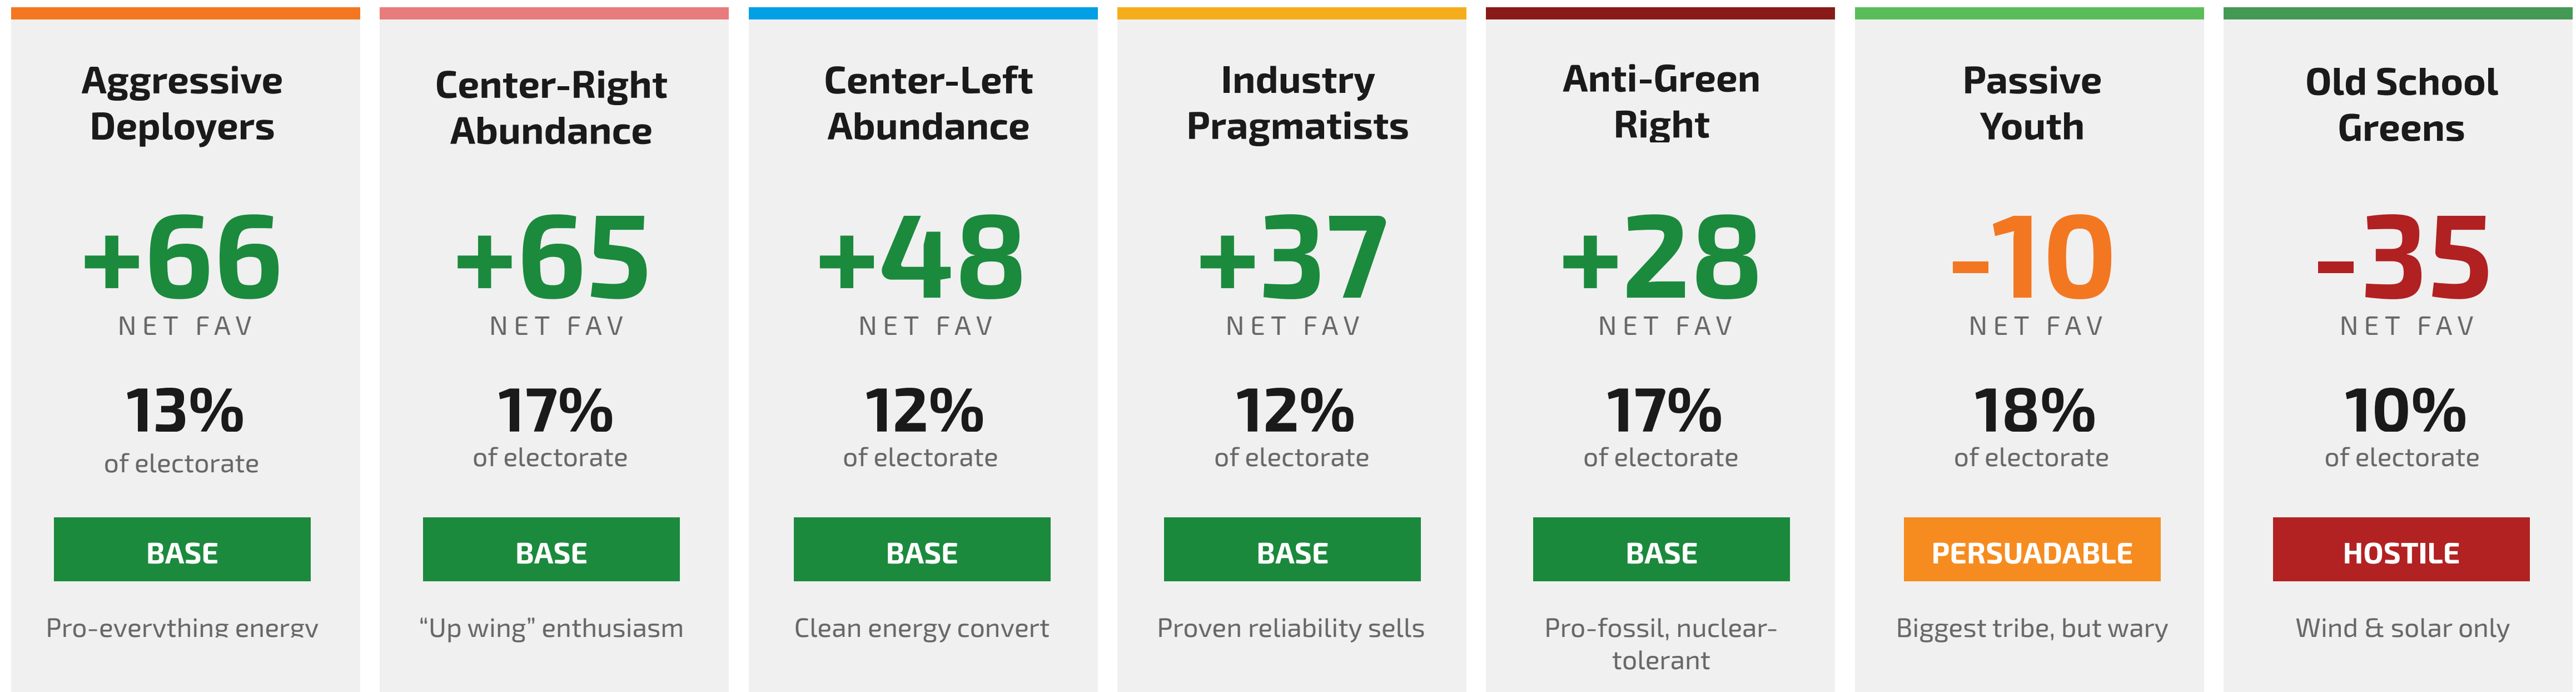 Aggressive
Deployers
+66
NET FAV
13%
of electorate
BASE
Pro-everything energy
Center-Right
Abundance
+65
NET FAV
17%
of electorate
BASE
“Up wing” enthusiasm
Center-Left
Abundance
+48
NET FAV
12%
of electorate
BASE
Clean energy convert
Industry
Pragmatists
+37
NET FAV
12%
of electorate
BASE
Proven reliability sells
Anti-Green
Right
+28
NET FAV
17%
of electorate
BASE
Pro-fossil, nuclear-
tolerant
Passive
Youth
-10
NET FAV
18%
of electorate
PERSUADABLE
Biggest tribe, but wary
Old School
Greens
-35
NET FAV
10%
of electorate
HOSTILE
Wind & solar only